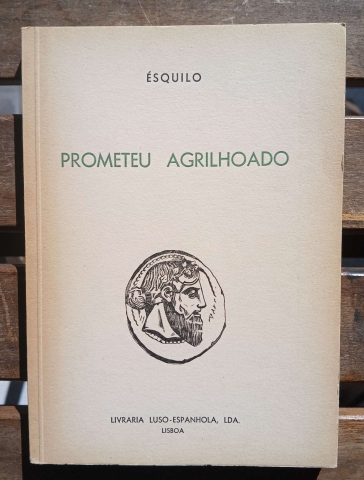 ÉSQUILO
PROMETEU AGRILHOADO
LIVRARIA LUSO-ESPANHOLA, LDA.
LISBOA